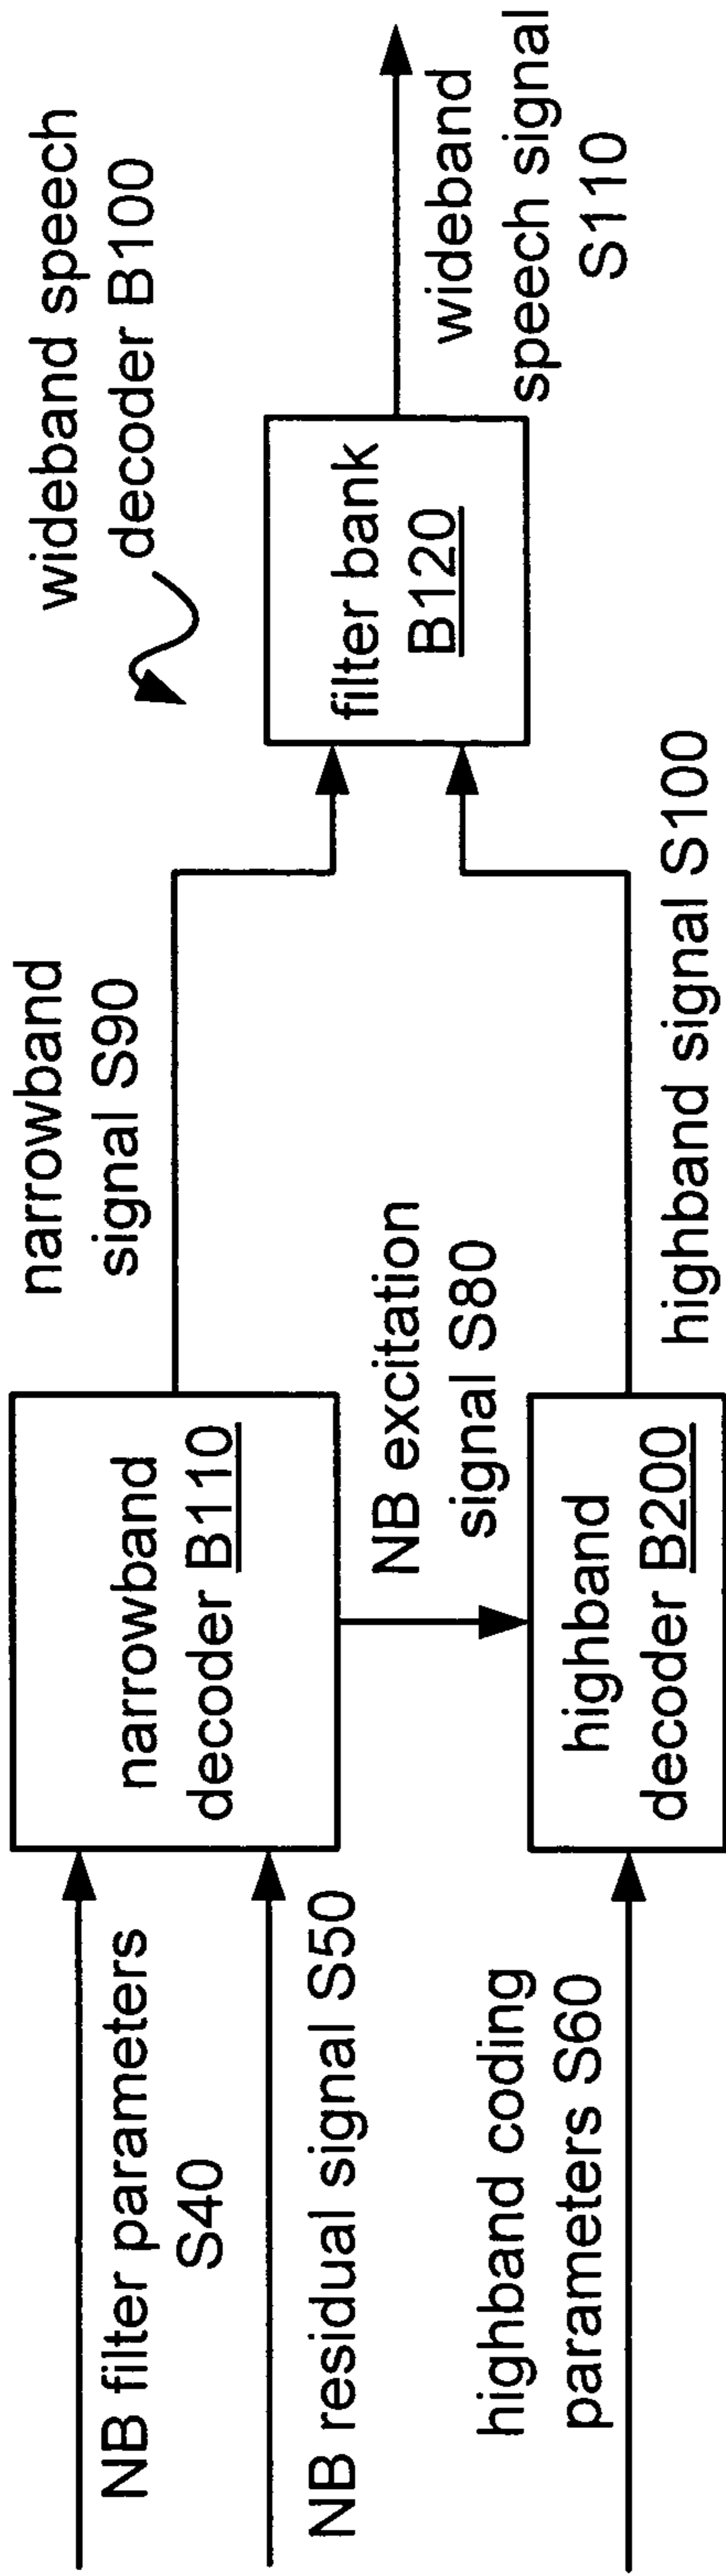 wideband speech
decoder B100
NB filter parameters
S40
NB residual signal S50
narrowband
decoder B110
narrowband
signal S90
NB excitation
signal S80
highband coding
parameters S60
highband
decoder B200
highband signal S100
filter bank
B120
wideband
speech signal
S110